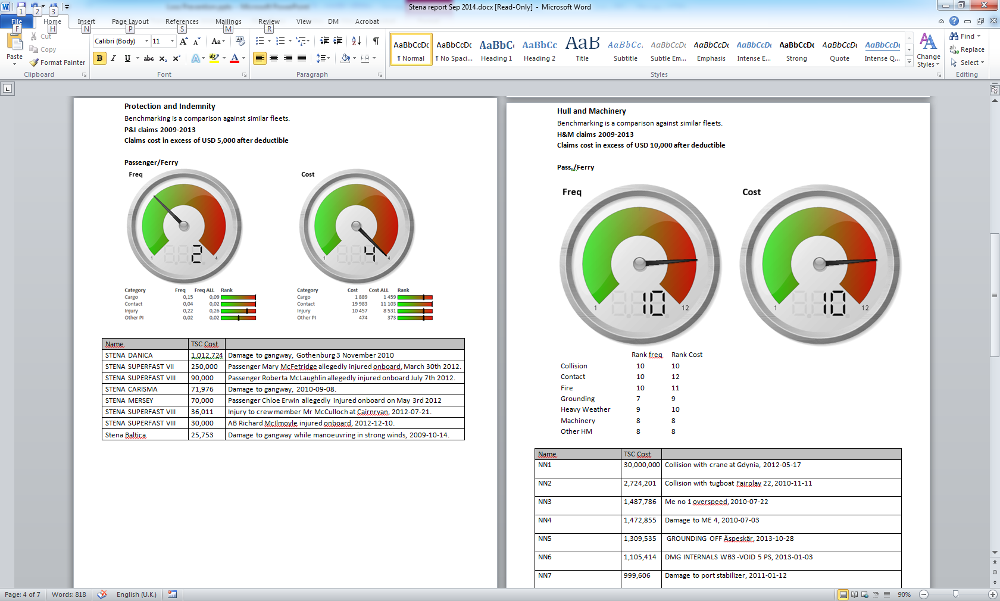 Stena report Sep 2014.docx [Read-Only] - Microsoft Word
1 2 3
File Home Insert Page Layout References Mailings Review View DM Acrobat
F H N P S M R
Paste
Cut
Copy
Format Painter
Clipboard
Calibri (Body) 11
Font
Paragraph
AaBbCcDc AaBbCcDc AaBbCc AaBbCc AaB AaBbCc. AaBbCcDc AaBbCcDc AaBbCcDc AaBbCcDc AaBbCcDc AaBbCcDc
¶ Normal ¶ No Spaci... Heading 1 Heading 2 Title Subtitle Subtle Em... Emphasis Intense E... Strong Quote Intense Q...
Styles
Change Styles
Find
Replace
Select
Editing
Protection and Indemnity
Benchmarking is a comparison against similar fleets.
P&I claims 2009-2013
Claims cost in excess of USD 5,000 after deductible
Passenger/Ferry
Freq
1 2 4
Cost
1 4 4
Category Freq Freq ALL Rank
Cargo 0,15 0,09
Contact 0,04 0,02
Injury 0,22 0,26
Other PI 0,02 0,02
Category Cost Cost ALL Rank
Cargo 1 889 1 459
Contact 19 983 11 103
Injury 10 457 8 531
Other PI 474 373
Name TSC Cost
STENA DANICA 1,012,724 Damage to gangway, Gothenburg 3 November 2010
STENA SUPERFAST VII 250,000 Passenger Mary McFetridge allegedly injured onboard, March 30th 2012.
STENA SUPERFAST VIII 90,000 Passenger Roberta McLaughlin allegedly injured onboard July 7th 2012.
STENA CARISMA 71,976 Damage to gangway, 2010-09-08.
STENA MERSEY 70,000 Passenger Chloe Erwin allegedly injured onboard on May 3rd 2012
STENA SUPERFAST VIII 36,011 Injury to crew member Mr McCulloch at Cairnryan, 2012-07-21.
STENA SUPERFAST VIII 30,000 AB Richard McIlmoyle injured onboard, 2012-12-10.
Stena Baltica 25,753 Damage to gangway while manoeuvring in strong winds, 2009-10-14.
Hull and Machinery
Benchmarking is a comparison against similar fleets.
H&M claims 2009-2013
Claims cost in excess of USD 10,000 after deductible
Pass./Ferry
Freq
1 10 12
Cost
1 10 12
Rank freq Rank Cost
Collision 10 10
Contact 10 12
Fire 10 11
Grounding 7 9
Heavy Weather 9 10
Machinery 8 8
Other HM 8 8
Name TSC Cost
NN1 30,000,000 Collision with crane at Gdynia, 2012-05-17
NN2 2,724,201 Collision with tugboat Fairplay 22, 2010-11-11
NN3 1,487,786 Me no 1 overspeed, 2010-07-22
NN4 1,472,855 Damage to ME 4, 2010-07-03
NN5 1,309,535 GROUNDING OFF Äspeskär, 2013-10-28
NN6 1,105,414 DMG INTERNALS WB3 -VOID 5 PS, 2013-01-03
NN7 999,606 Damage to port stabilizer, 2011-01-12
Page: 4 of 7 Words: 818 English (U.K.) 90%